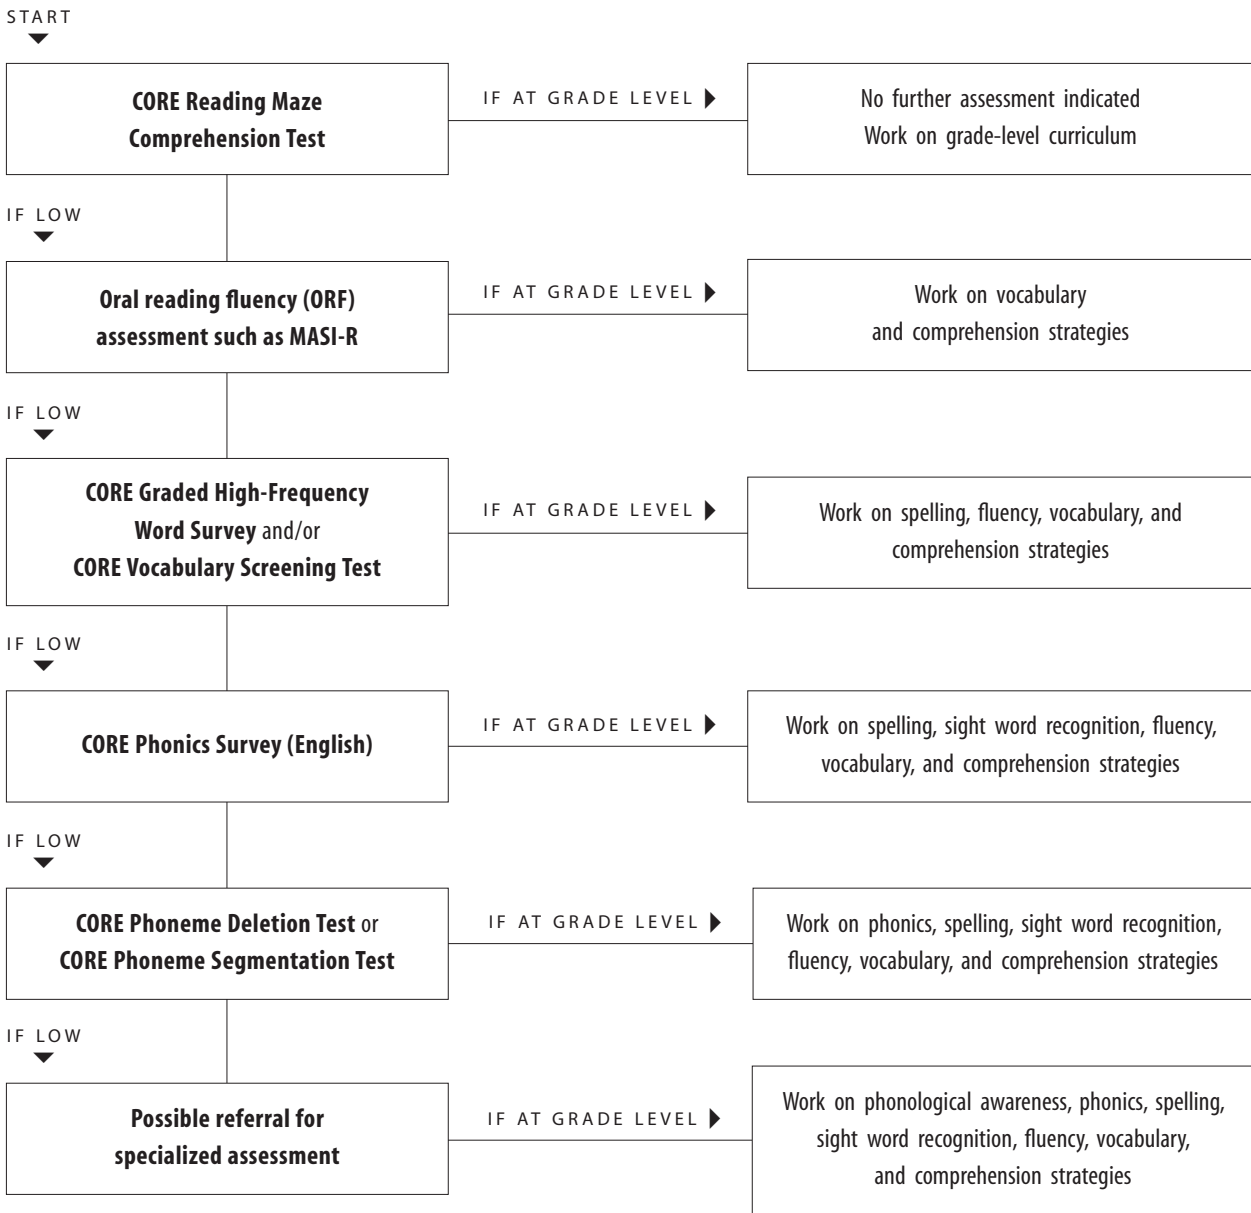 START
CORE Reading Maze
Comprehension Test
IF AT GRADE LEVEL
No further assessment indicated
Work on grade-level curriculum
IF LOW
Oral reading fluency (ORF)
assessment such as MASI-R
IF AT GRADE LEVEL
Work on vocabulary
and comprehension strategies
IF LOW
CORE Graded High-Frequency
Word Survey and/or
CORE Vocabulary Screening Test
IF AT GRADE LEVEL
Work on spelling, fluency, vocabulary, and
comprehension strategies
IF LOW
CORE Phonics Survey (English)
IF AT GRADE LEVEL
Work on spelling, sight word recognition, fluency,
vocabulary, and comprehension strategies
IF LOW
CORE Phoneme Deletion Test or
CORE Phoneme Segmentation Test
IF AT GRADE LEVEL
Work on phonics, spelling, sight word recognition,
fluency, vocabulary, and comprehension strategies
IF LOW
Possible referral for
specialized assessment
IF AT GRADE LEVEL
Work on phonological awareness, phonics, spelling,
sight word recognition, fluency, vocabulary,
and comprehension strategies